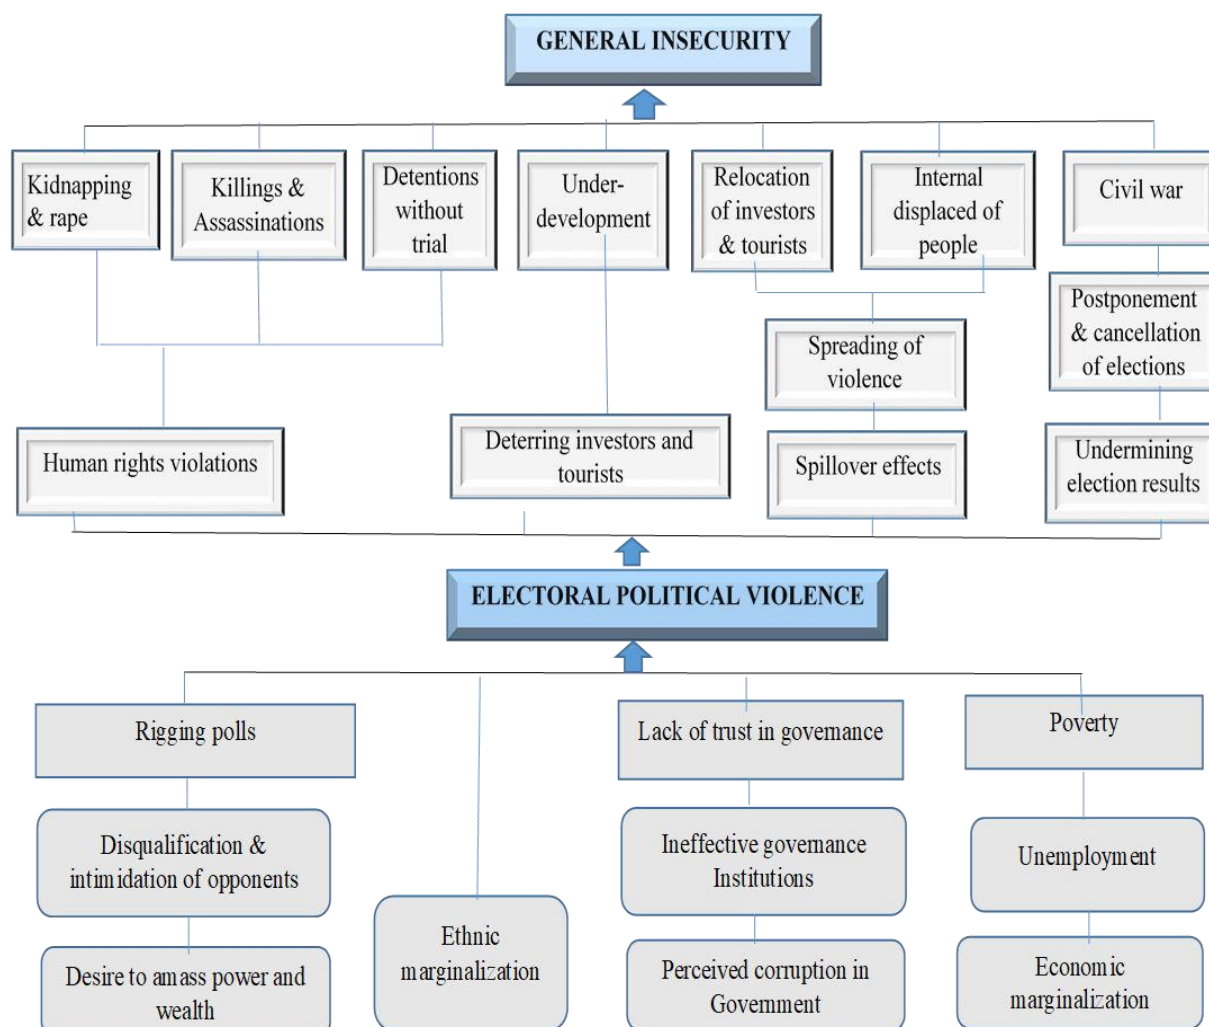 GENERAL INSECURITY
Kidnapping
& rape
Killings &
Assassinations
Detentions
without
trial
Under-
development
Relocation
of investors
& tourists
Internal
displaced of
people
Civil war
Postponement
& cancellation
of elections
Spreading of
violence
Human rights violations
Deterring investors and
tourists
Spillover effects
Undermining
election results
ELECTORAL POLITICAL VIOLENCE
Rigging polls
Lack of trust in governance
Poverty
Disqualification &
intimidation of opponents
Ineffective governance
Institutions
Unemployment
Ethnic
marginalization
Desire to amass power and
wealth
Perceived corruption in
Government
Economic
marginalization